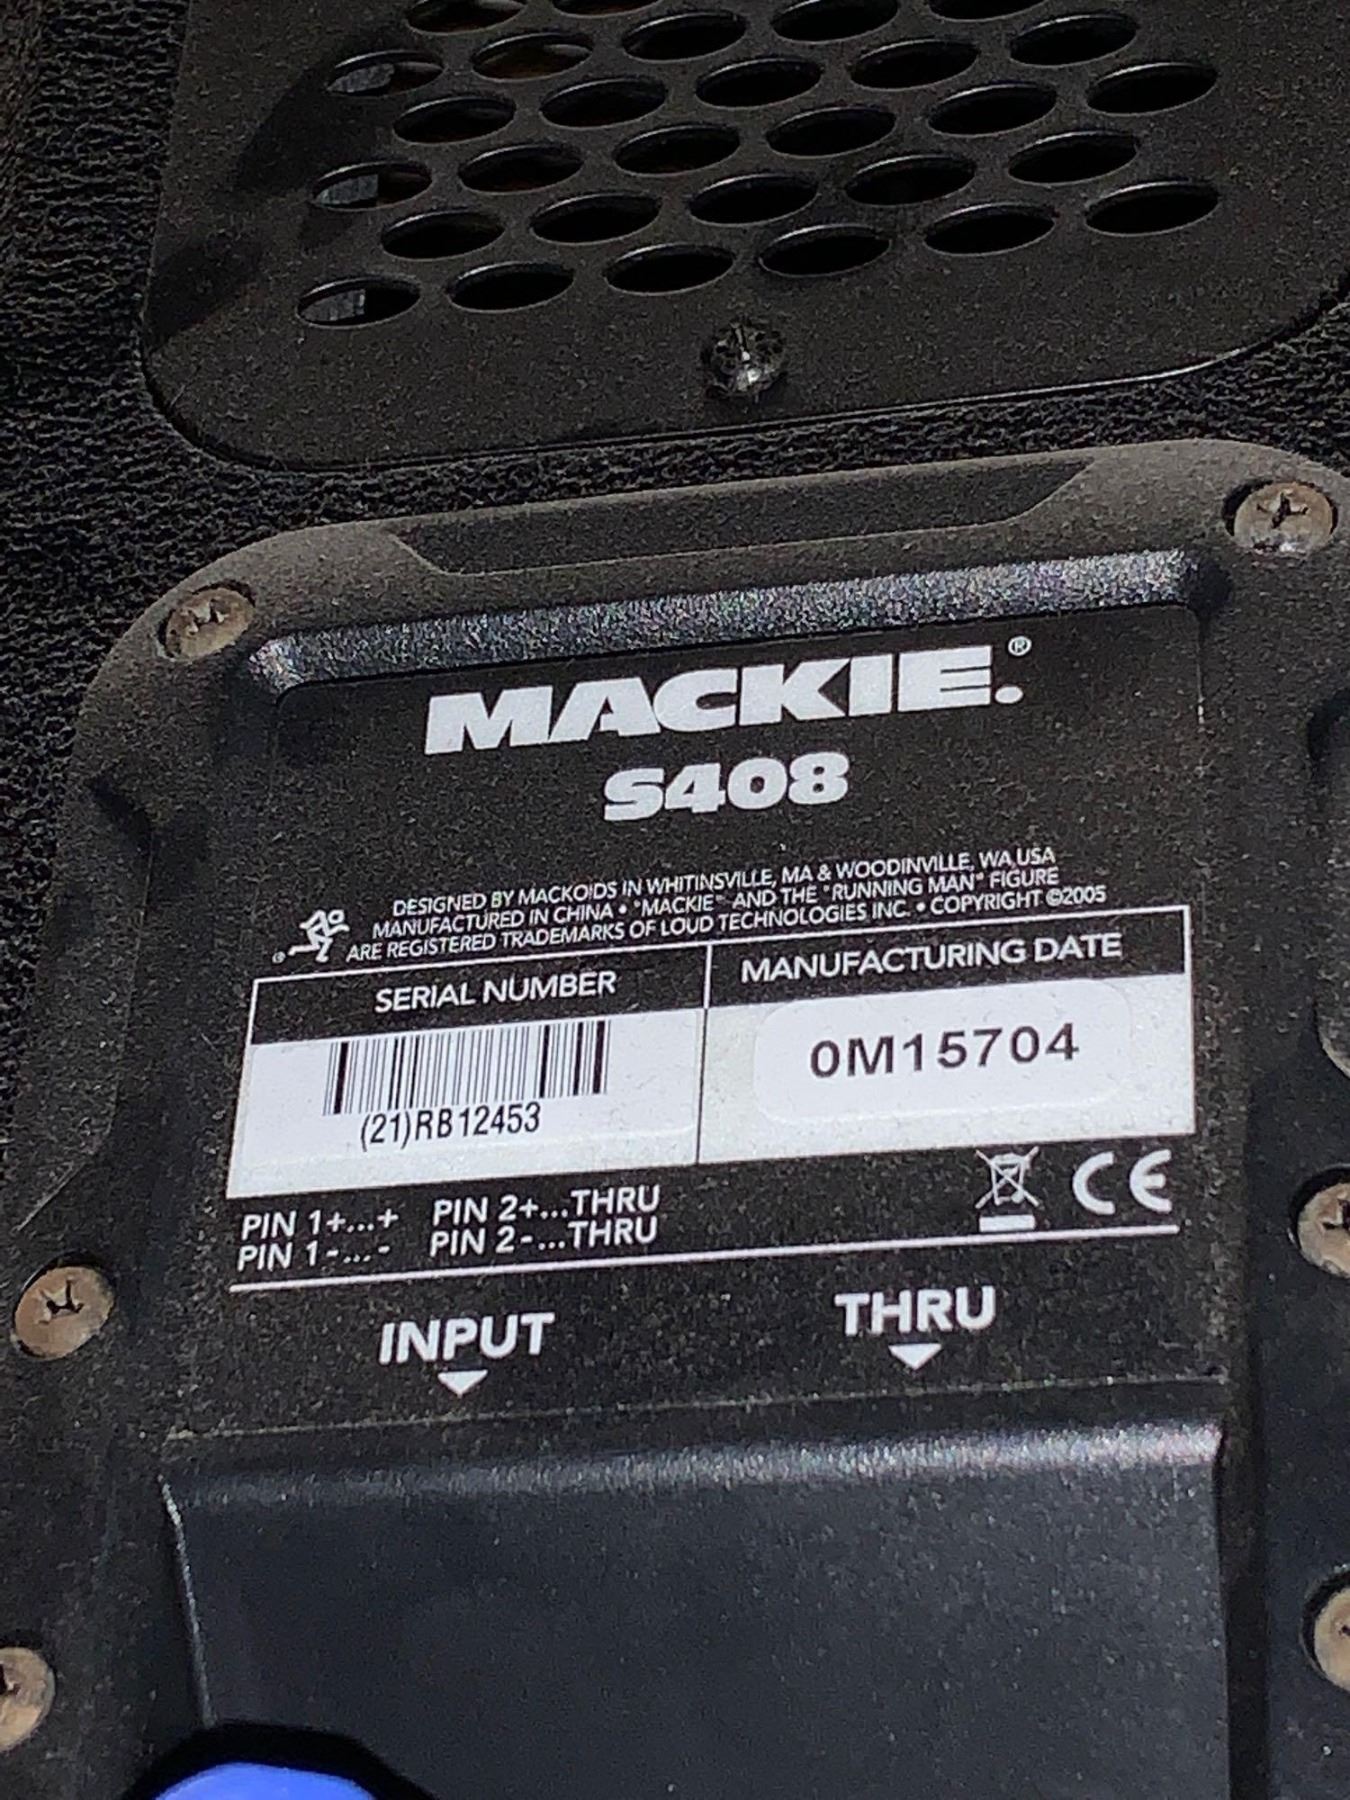 MACKIE.®
S408
DESIGNED BY MACKOIDS IN WHITINSVILLE, MA & WOODINVILLE, WA,USA
MANUFACTURED IN CHINA • "MACKIE" AND THE "RUNNING MAN" FIGURE
® ARE REGISTERED TRADEMARKS OF LOUD TECHNOLOGIES INC. • COPYRIGHT ©2005
SERIAL NUMBER
MANUFACTURING DATE
(21)RB12453
0M15704
PIN 1+...+ PIN 2+...THRU
PIN 1-...- PIN 2-...THRU
CE
INPUT
THRU